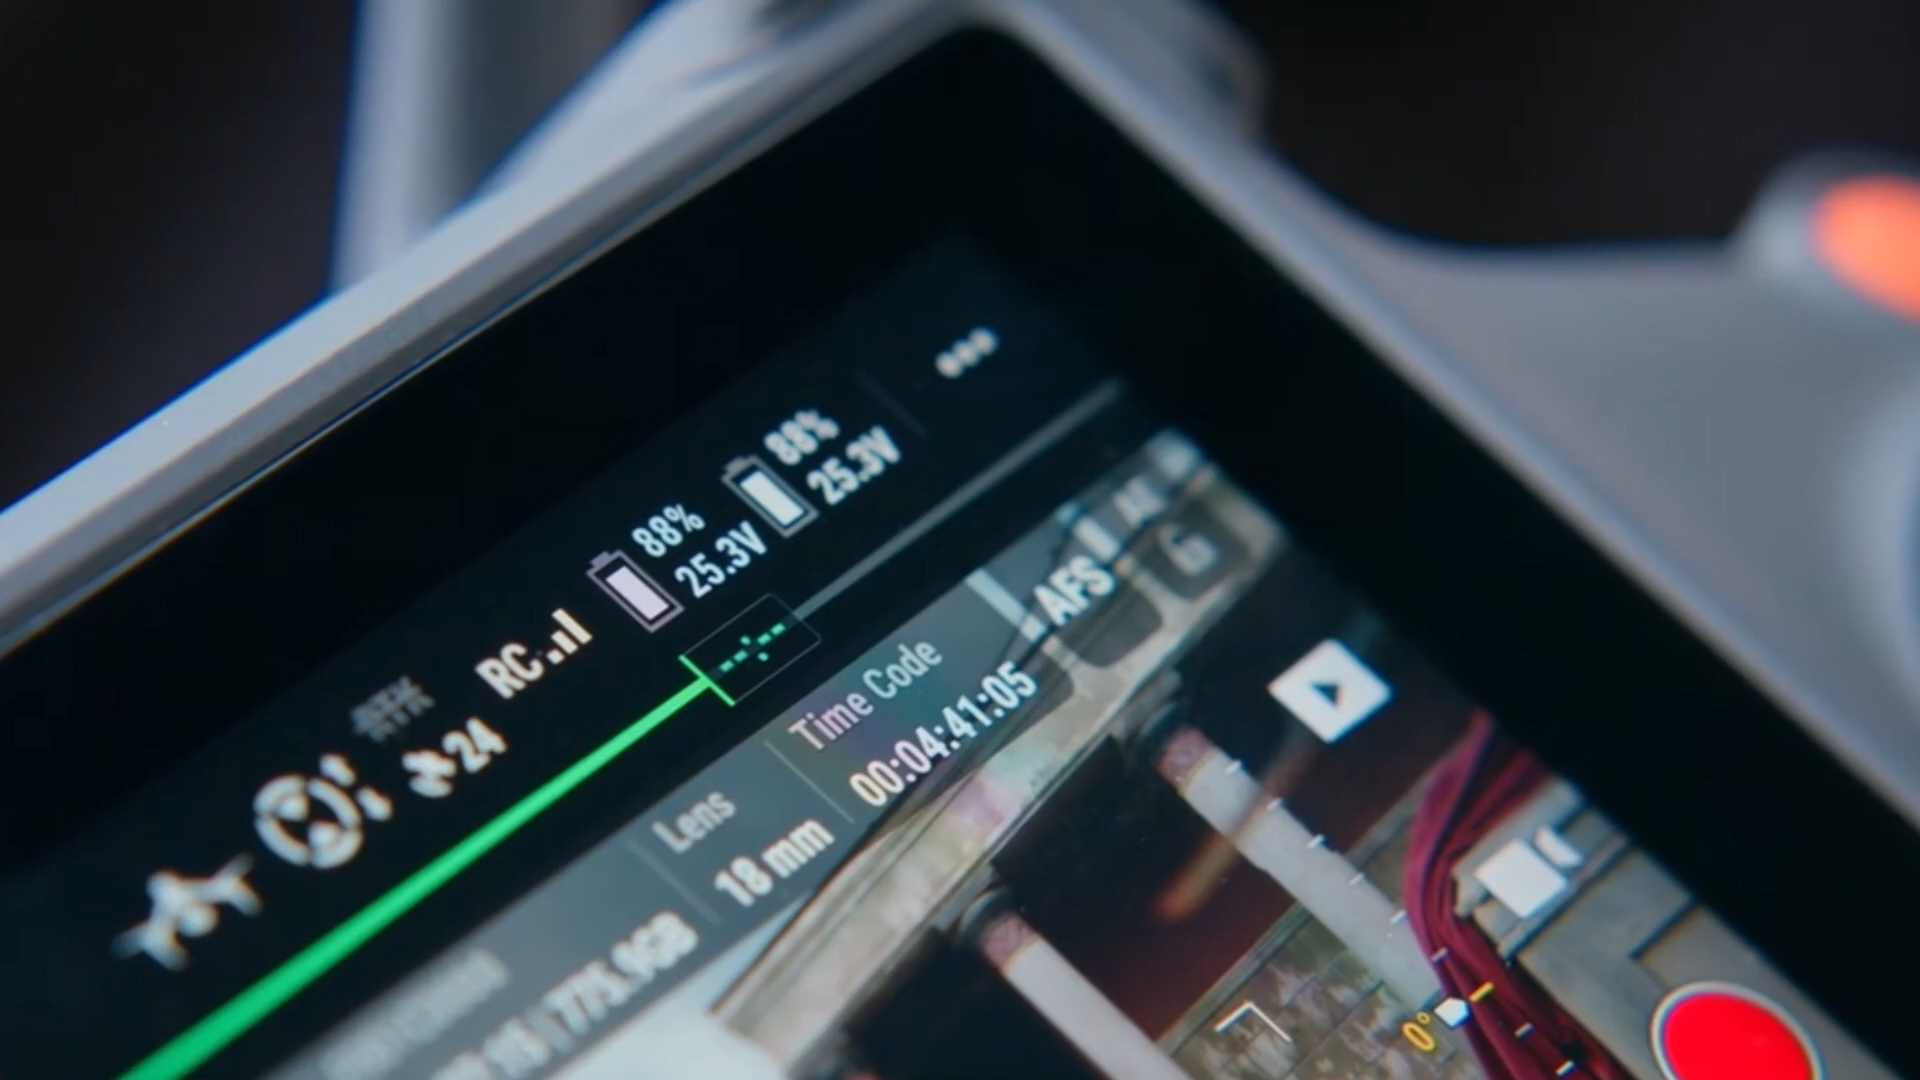 RTK
24
RC
88%
25.3V
88%
25.3V
Lens
18 mm
Time Code
00:04:41:05
AFS
0°